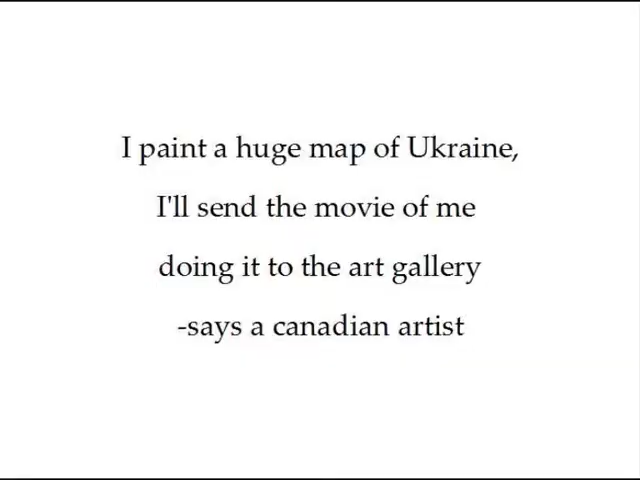 I paint a huge map of Ukraine,
I'll send the movie of me
doing it to the art gallery
-says a canadian artist